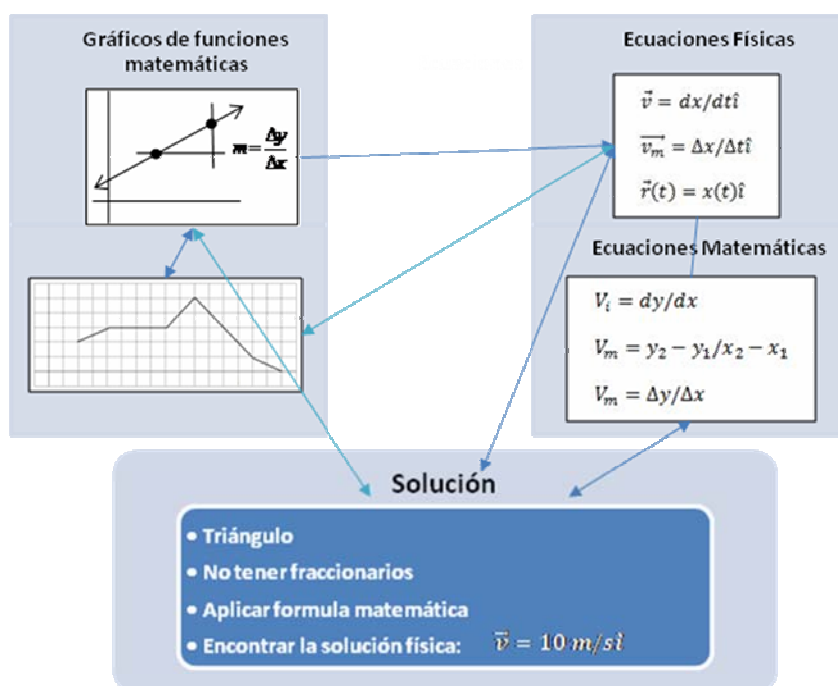 Gráficos de funciones
matemáticas
m=Δy/Δx
Ecuaciones Físicas
v⃗ = dx/dtî
v⃗ₘ = Δx/Δtî
r⃗(t) = x(t)î
Ecuaciones Matemáticas
Vᵢ = dy/dx
Vₘ = y₂ − y₁/x₂ − x₁
Vₘ = Δy/Δx
Solución
• Triángulo
• No tener fraccionarios
• Aplicar formula matemática
• Encontrar la solución física: v⃗ = 10 m/sî